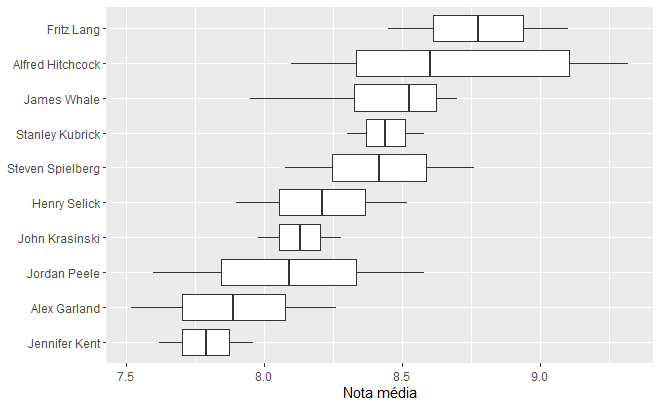 Fritz Lang
Alfred Hitchcock
James Whale
Stanley Kubrick
Steven Spielberg
Henry Selick
John Krasinski
Jordan Peele
Alex Garland
Jennifer Kent
7.5 8.0 8.5 9.0
Nota média